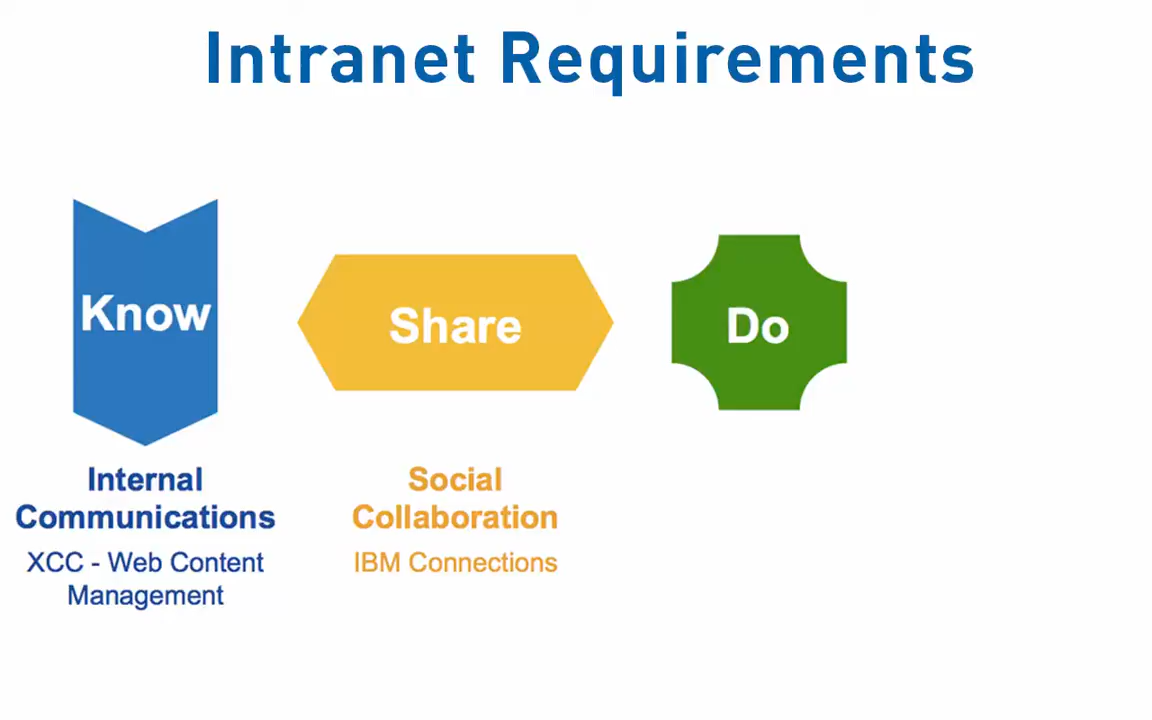 Intranet Requirements
Know
Share
Do
Internal
Communications
XCC - Web Content
Management
Social
Collaboration
IBM Connections